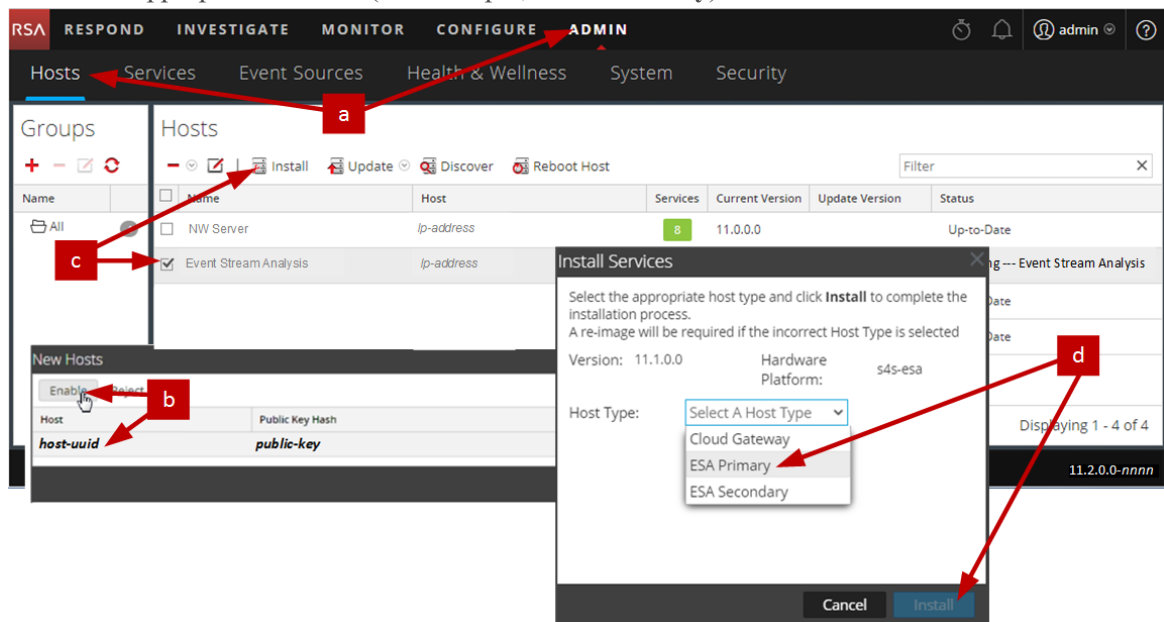 RSA RESPOND INVESTIGATE MONITOR CONFIGURE ADMIN admin ?
Hosts Services Event Sources Health & Wellness System Security
a
Groups Hosts
Install Update Discover Reboot Host Filter
Name Name Host Services Current Version Update Version Status
All NW Server Ip-address 8 11.0.0.0 Up-to-Date
c
Event Stream Analysis Ip-address ng --- Event Stream Analysis
Install Services
Select the appropriate host type and click Install to complete the
installation process.
A re-image will be required if the incorrect Host Type is selected
Date
Date
Version: 11.1.0.0 Hardware
Platform: s4s-esa
d
New Hosts
Enable Reject
b
Host Public Key Hash
host-uuid public-key
Host Type: Select A Host Type
Cloud Gateway
ESA Primary
ESA Secondary
Displaying 1 - 4 of 4
11.2.0.0-nnnn
Cancel Install